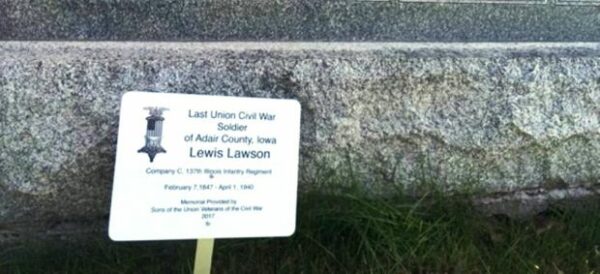 Last Union Civil War
Soldier
of Adair County, Iowa
Lewis Lawson
Company C, 137th Illinois Infantry Regiment
February 7, 1847 - April 1, 1940
Memorial Provided by
Sons of the Union Veterans of the Civil War
2017